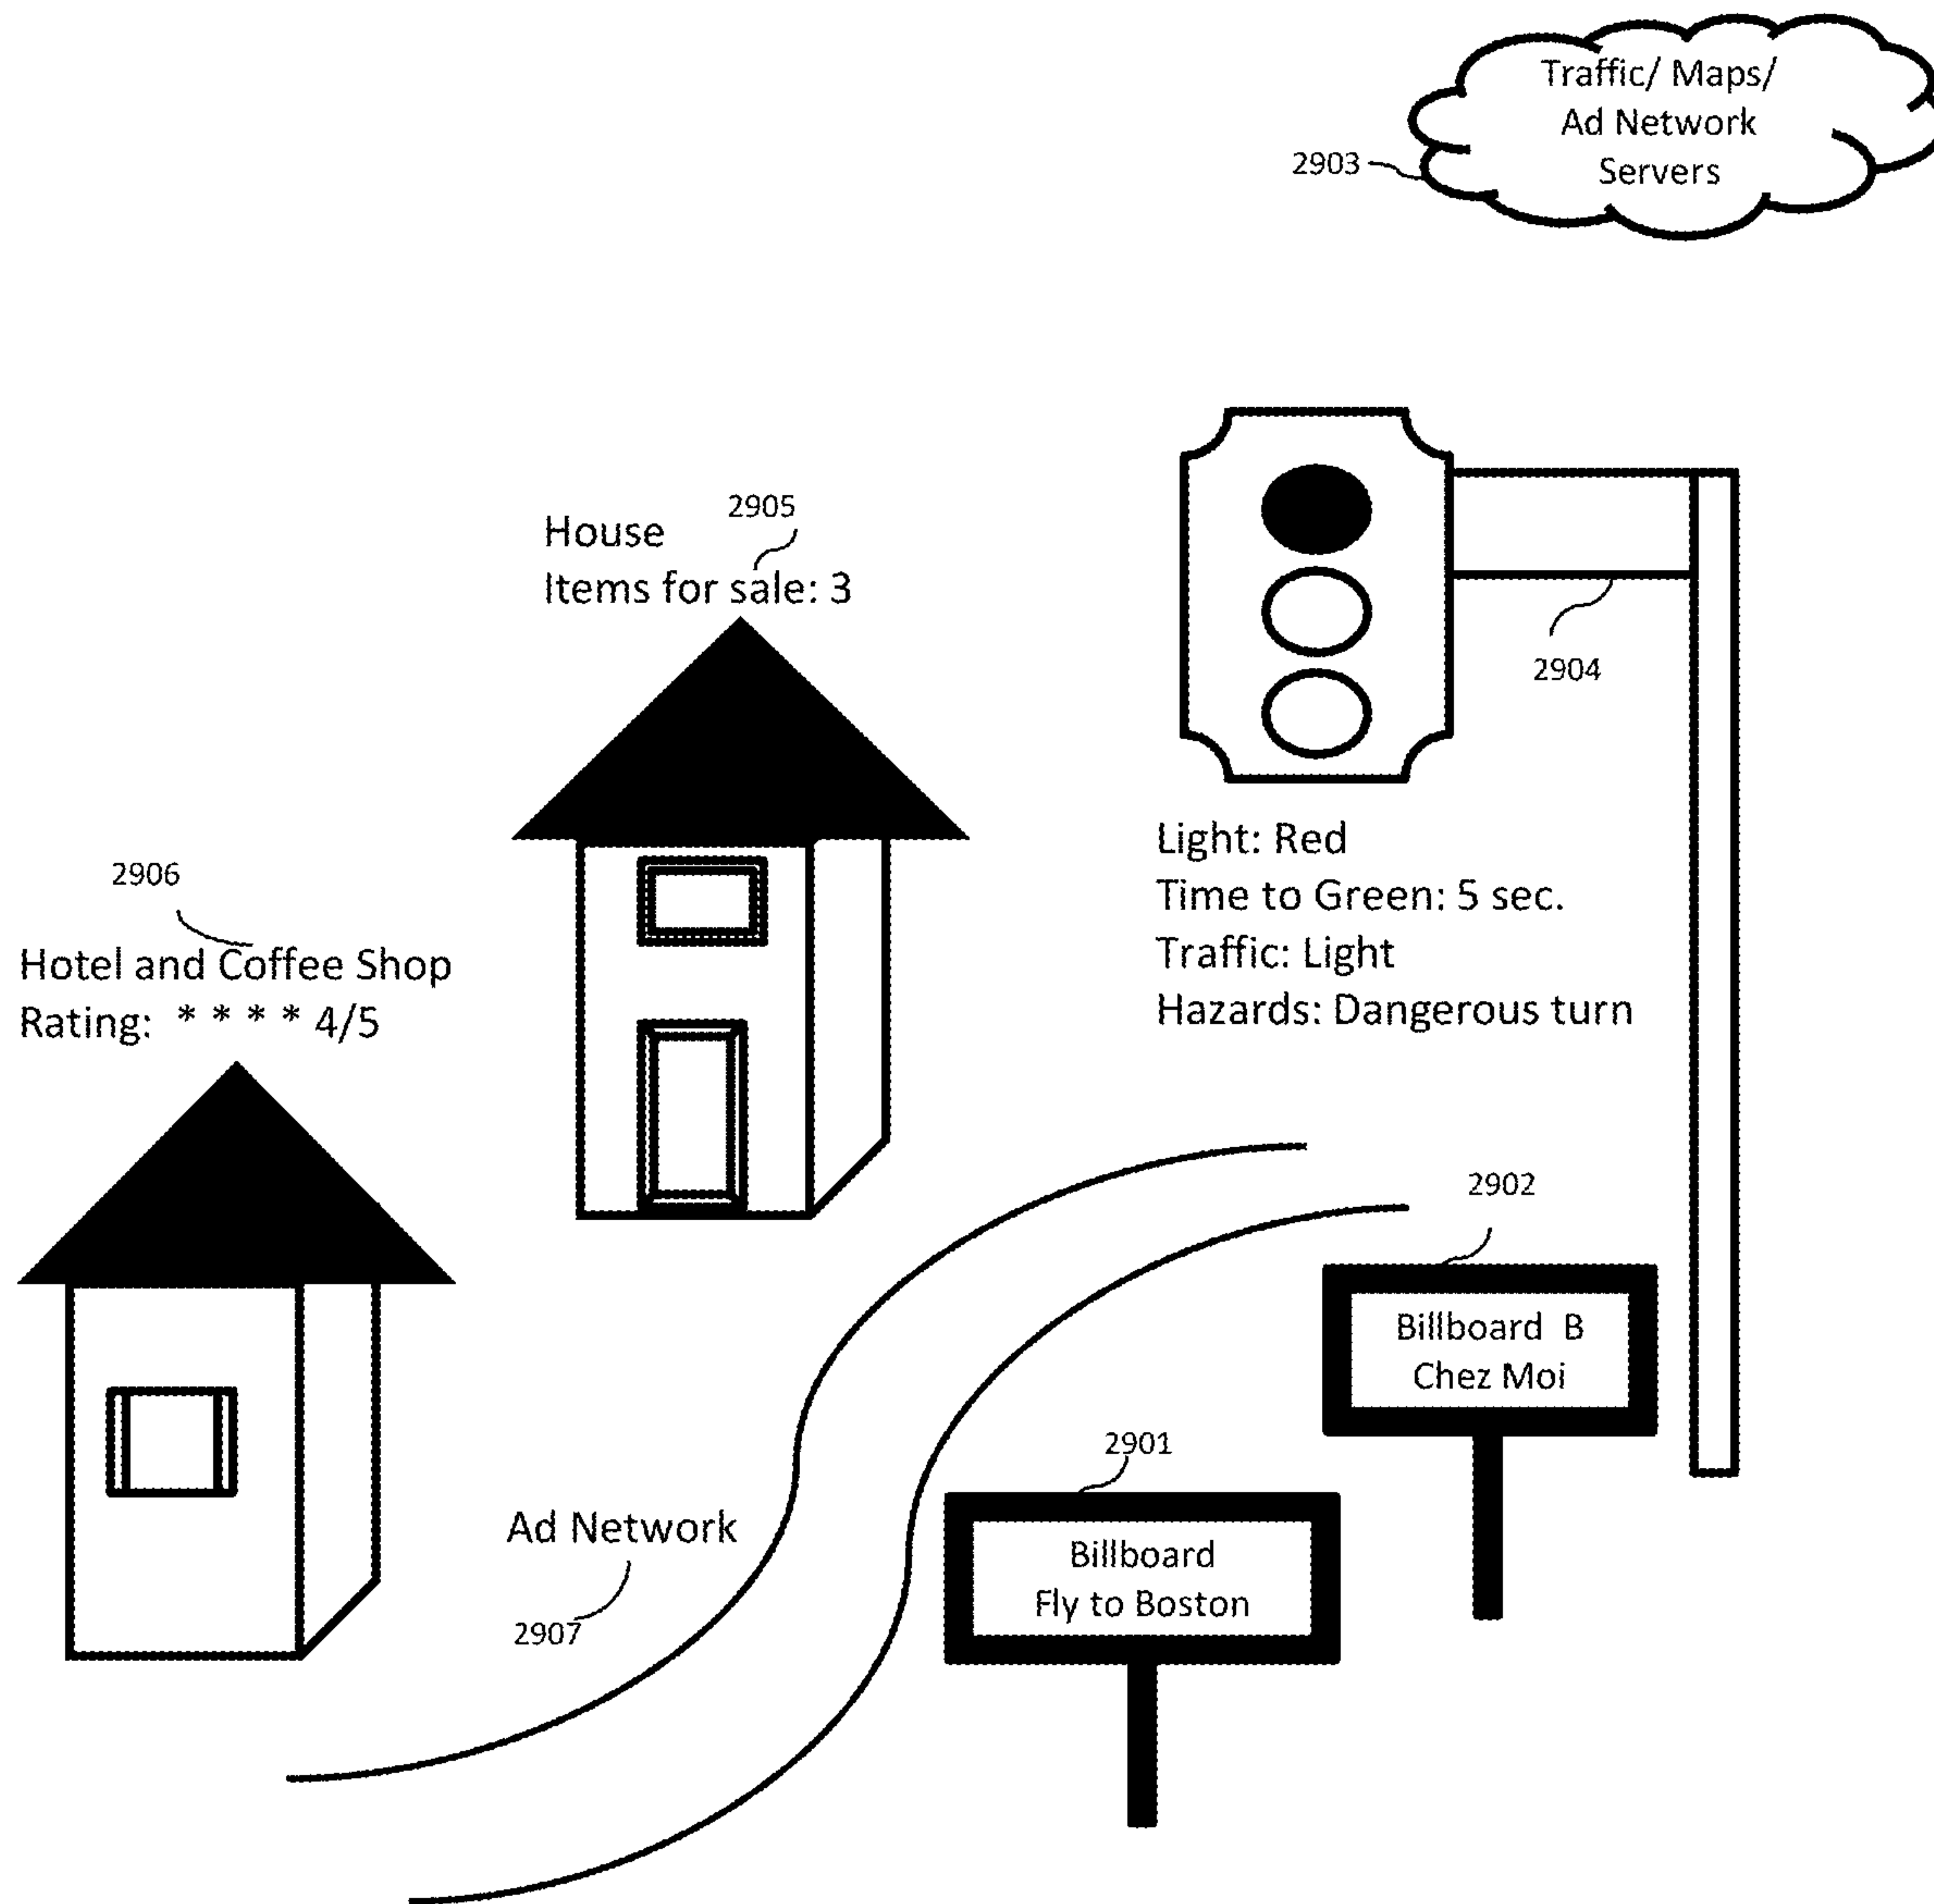 Traffic/ Maps/
Ad Network
Servers
2903
2905
House
Items for sale: 3
2904
Light: Red
Time to Green: 5 sec.
Traffic: Light
Hazards: Dangerous turn
2906
Hotel and Coffee Shop
Rating: * * * * 4/5
2902
Billboard B
Chez Moi
2901
Billboard
Fly to Boston
Ad Network
2907